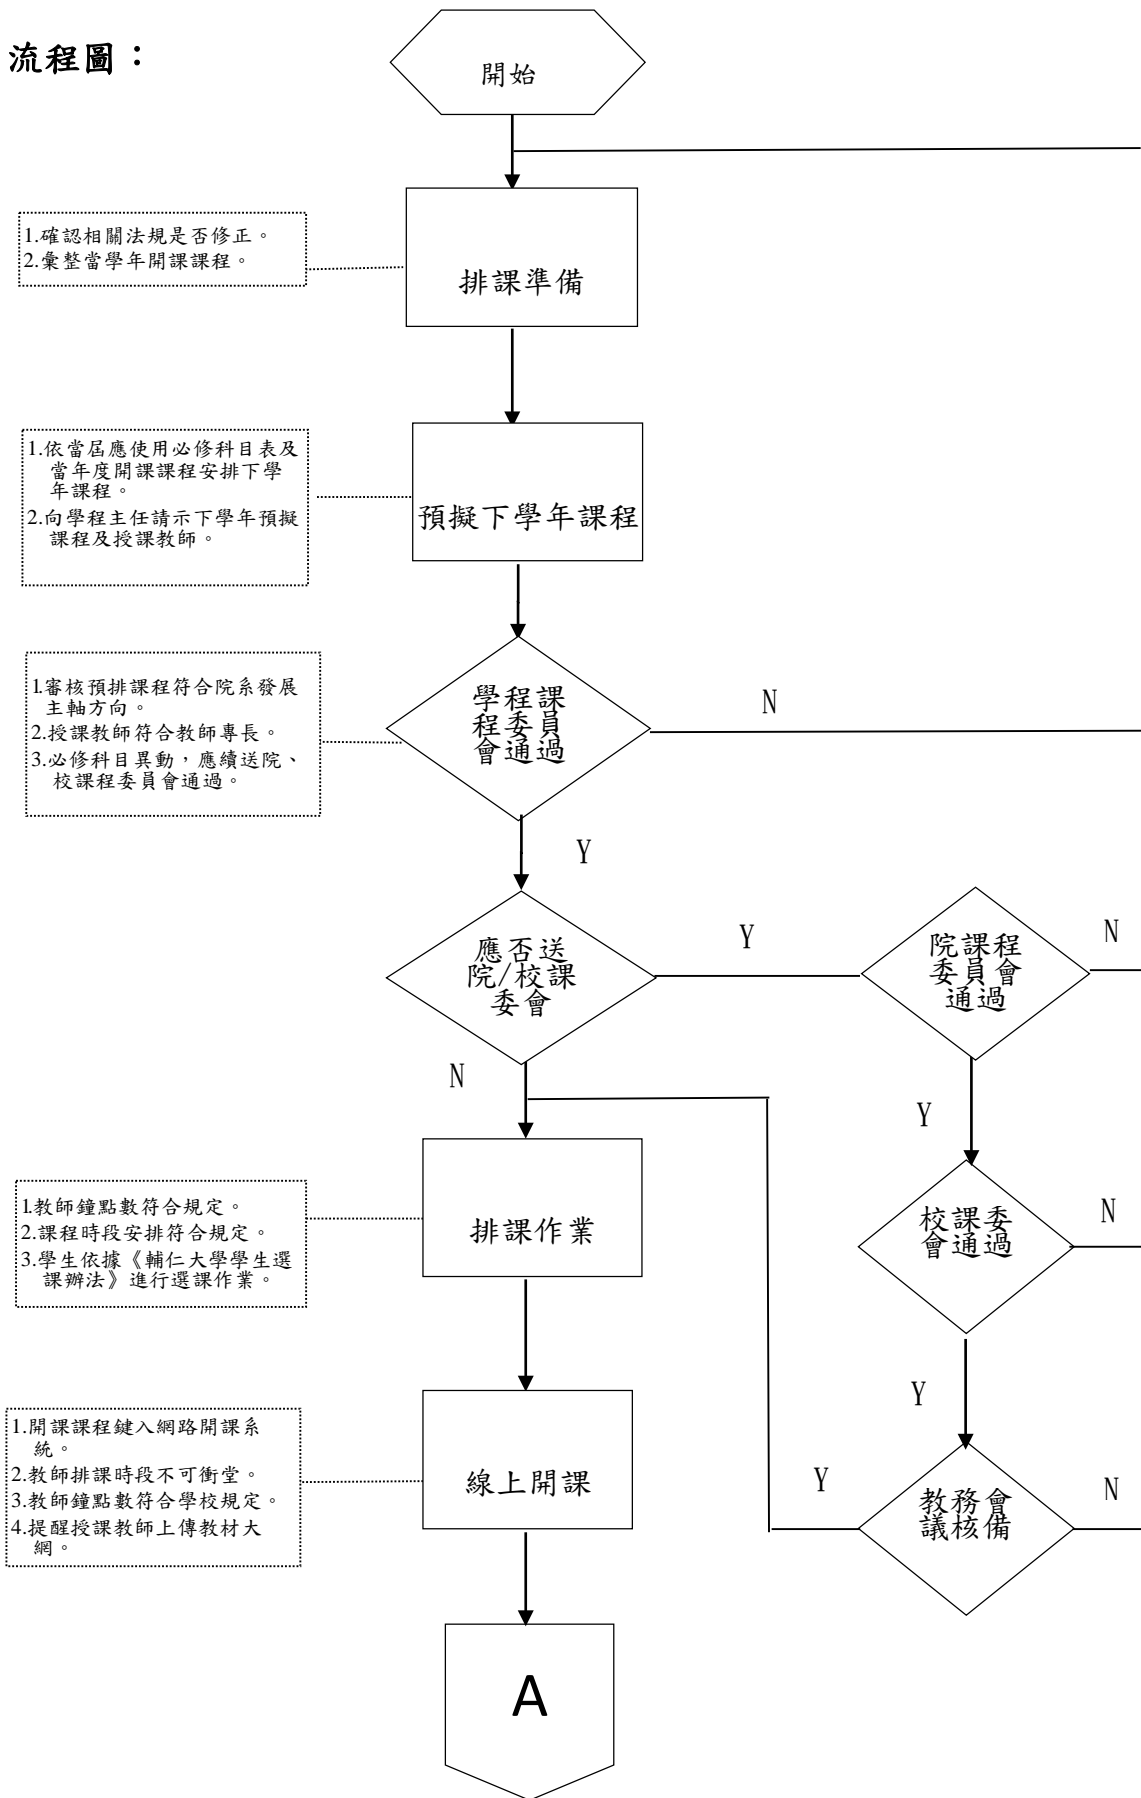 流程圖：
開始
1.確認相關法規是否修正。
2.彙整當學年開課課程。
排課準備
1.依當屆應使用必修科目表及
當年度開課課程安排下學
年課程。
2.向學程主任請示下學年預擬
課程及授課教師。
預擬下學年課程
1.審核預排課程符合院系發展
主軸方向。
2.授課教師符合教師專長。
3.必修科目異動，應續送院、
校課程委員會通過。
學程課
程委員
會通過
N
Y
應否送
院/校課
委會
Y
院課程
委員會
通過
N
N
Y
1.教師鐘點數符合規定。
2.課程時段安排符合規定。
3.學生依據《輔仁大學學生選
課辦法》進行選課作業。
排課作業
校課委
會通過
N
Y
1.開課課程鍵入網路開課系
統。
2.教師排課時段不可衝堂。
3.教師鐘點數符合學校規定。
4.提醒授課教師上傳教材大
網。
線上開課
Y
教務會
議核備
N
A